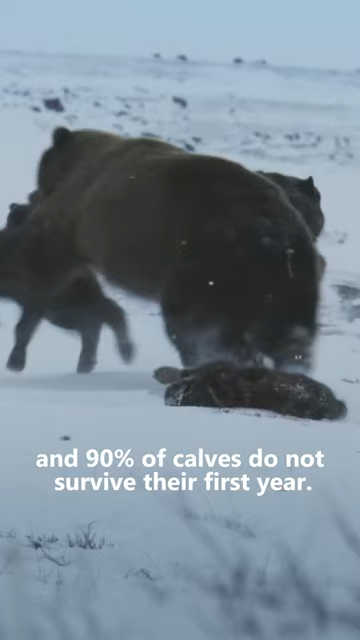 and 90% of calves do not
survive their first year.